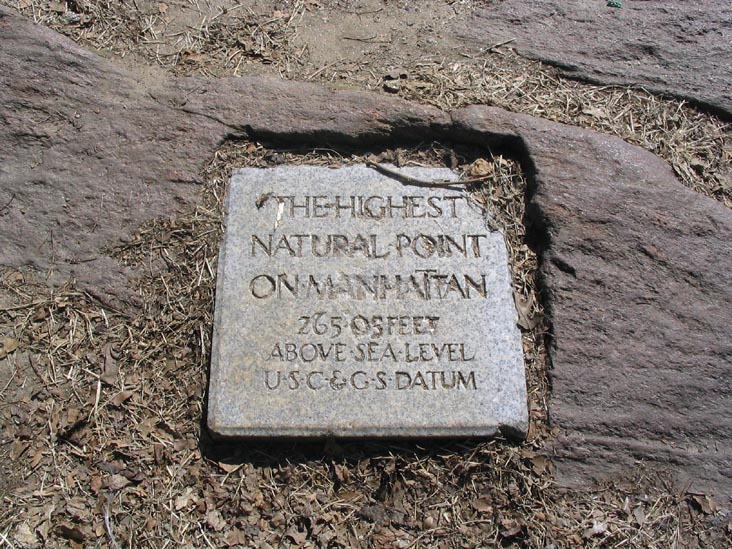 THE·HIGHEST
NATURAL·POINT
ON·MANHATTAN
265·05 FEET
ABOVE·SEA·LEVEL
U·S·C·&·G·S·DATUM